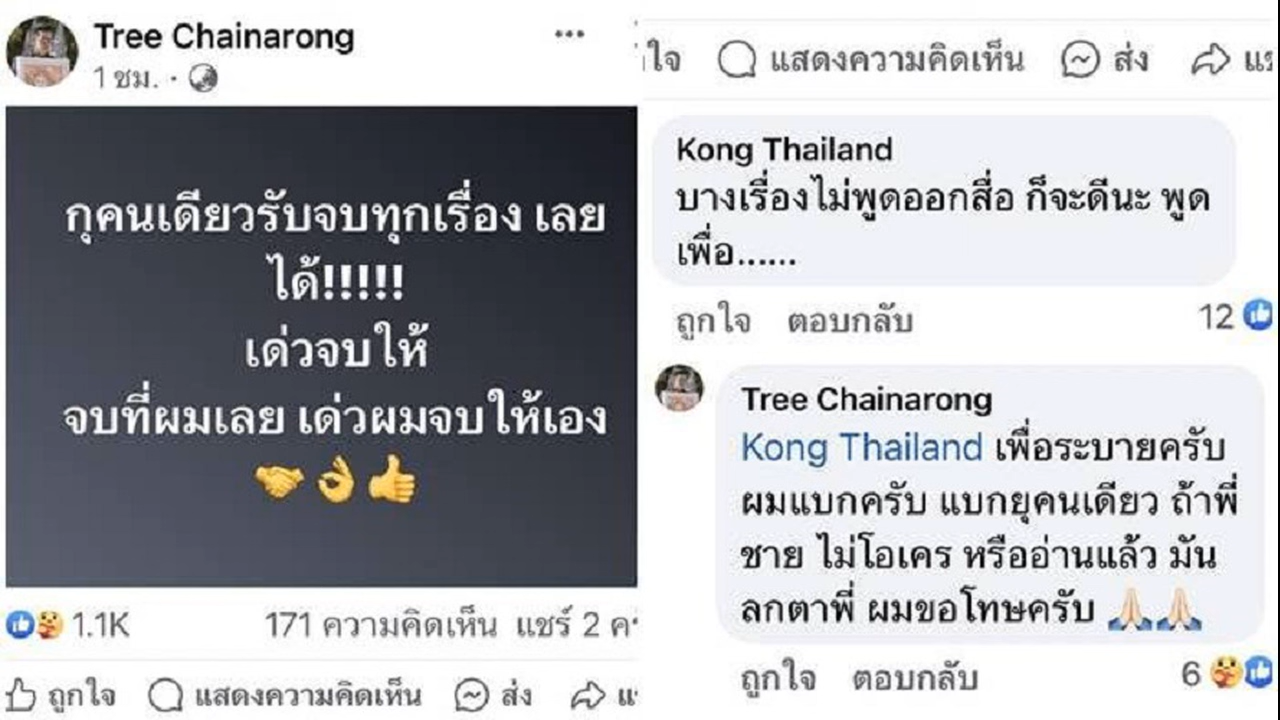 Tree Chainarong
1 ชม. ·
กุคนเดียวรับจบทุกเรื่อง เลย
ได้!!!!!
เด่วจบให้
จบที่ผมเลย เด่วผมจบให้เอง
🤝👌👍
1.1K 171 ความคิดเห็น แชร์ 2 ค
ถูกใจ แสดงความคิดเห็น ส่ง แ
ใจ แสดงความคิดเห็น ส่ง แช
Kong Thailand
บางเรื่องไม่พูดออกสื่อ ก็จะดีนะ พูด
เพื่อ......
ถูกใจ ตอบกลับ 12
Tree Chainarong
Kong Thailand เพื่อระบายครับ
ผมแบกครับ แบกยุคนเดียว ถ้าพี่
ชาย ไม่โอเคร หรืออ่านแล้ว มัน
ลกตาพี่ ผมขอโทษครับ 🙏🏻🙏🏻
ถูกใจ ตอบกลับ 6